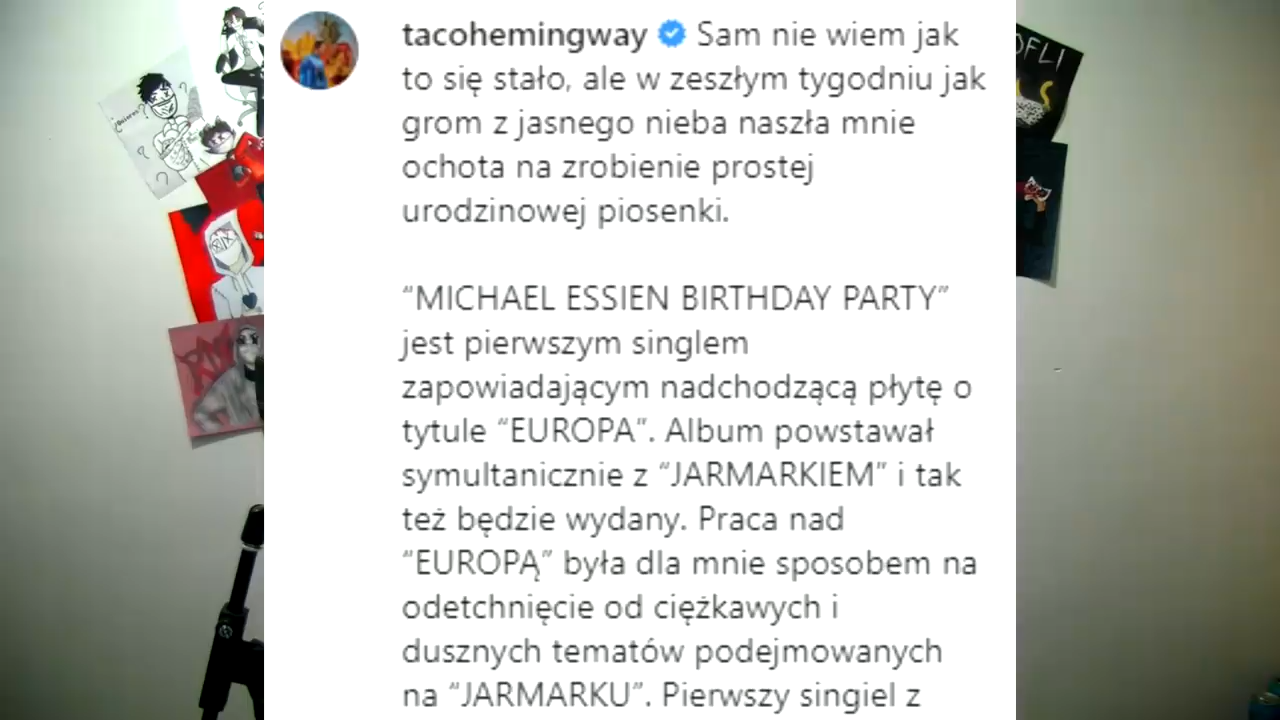 tacohemingway Sam nie wiem jak
to się stało, ale w zeszłym tygodniu jak
grom z jasnego nieba naszła mnie
ochota na zrobienie prostej
urodzinowej piosenki.
“MICHAEL ESSIEN BIRTHDAY PARTY”
jest pierwszym singlem
zapowiadającym nadchodzącą płytę o
tytule “EUROPA”. Album powstawał
symultanicznie z “JARMARKIEM” i tak
też będzie wydany. Praca nad
“EUROPĄ” była dla mnie sposobem na
odetchnięcie od ciężkawych i
dusznych tematów podejmowanych
na “JARMARKU”. Pierwszy singiel z